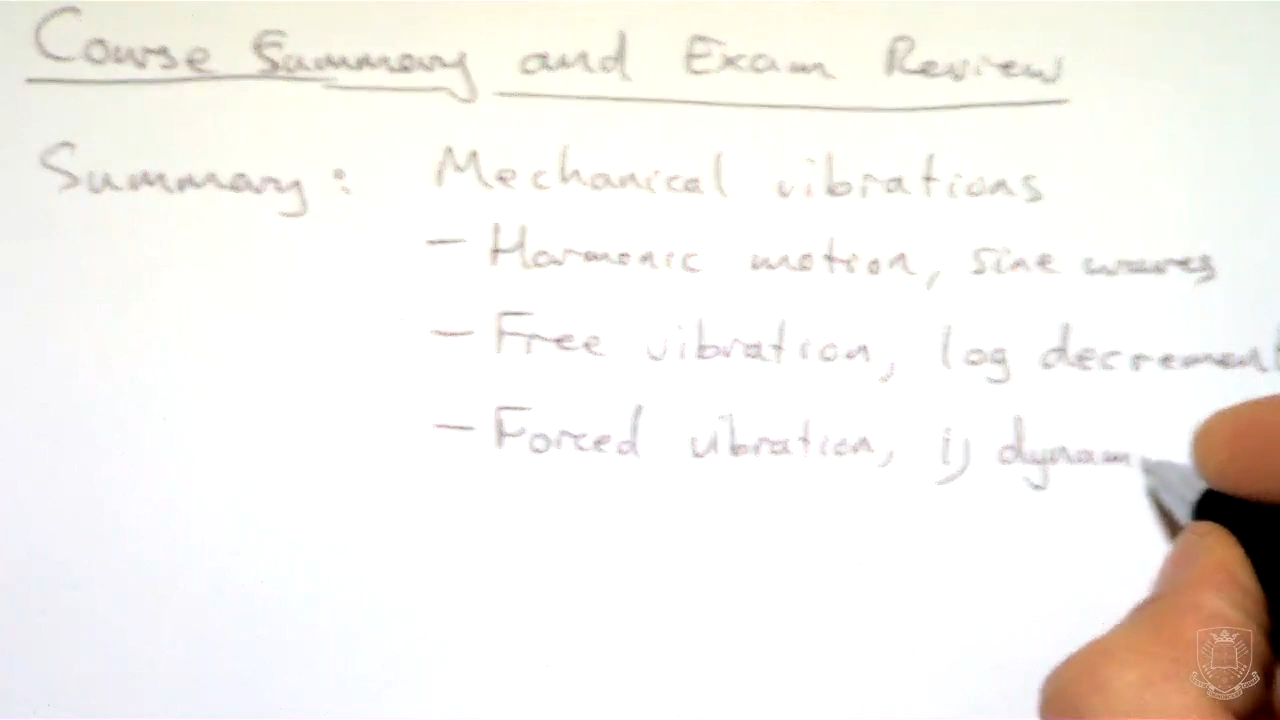 Course Summary and Exam Review
Summary: Mechanical vibrations
- Harmonic motion, sine waves
- Free vibration, log decrement
- Forced vibration, i) dynam